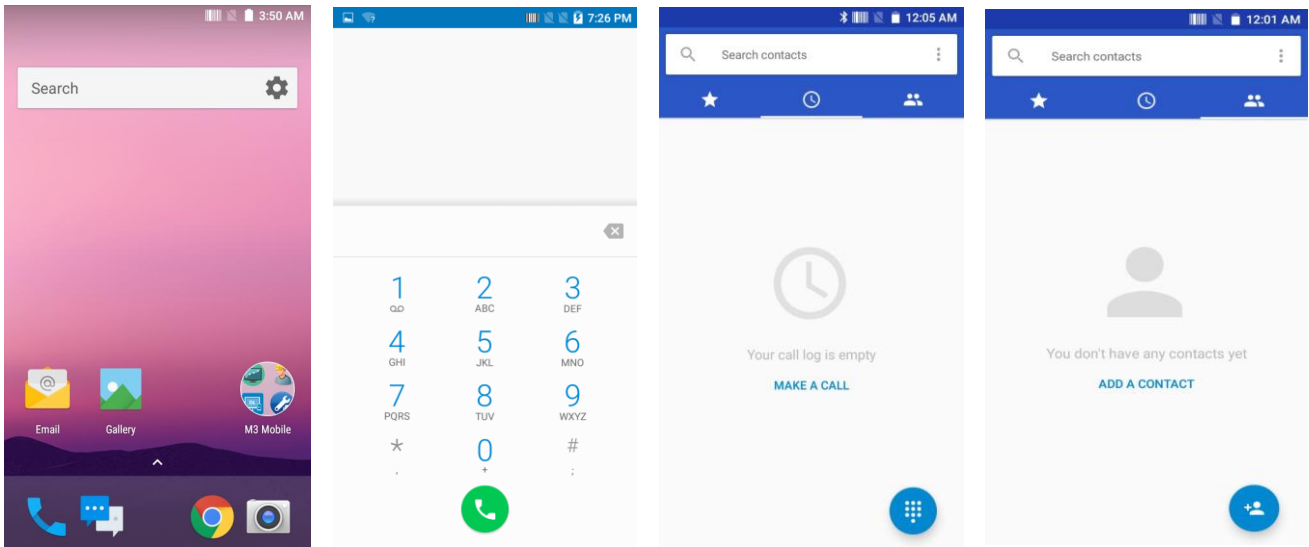 3:50 AM
Search
Email Gallery M3 Mobile
7:26 PM
1 2 3
ABC DEF
4 5 6
GHI JKL MNO
7 8 9
PQRS TUV WXYZ
* 0 #
, + ;
12:05 AM
Search contacts
Your call log is empty
MAKE A CALL
12:01 AM
Search contacts
You don't have any contacts yet
ADD A CONTACT